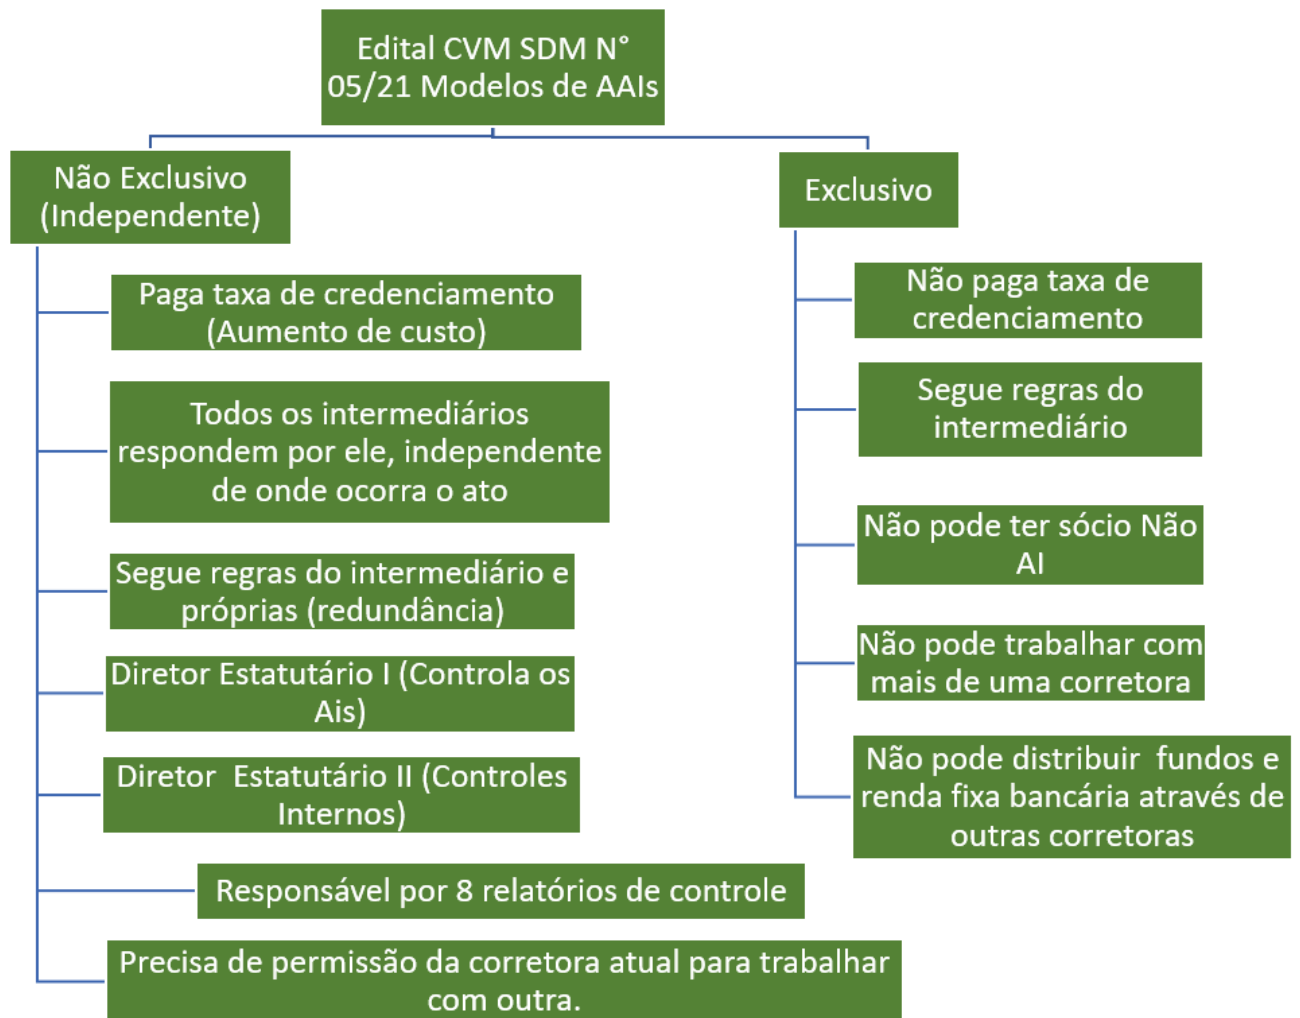 Edital CVM SDM N°
05/21 Modelos de AAIs
Não Exclusivo
(Independente)
Paga taxa de credenciamento
(Aumento de custo)
Todos os intermediários
respondem por ele, independente
de onde ocorra o ato
Segue regras do intermediário e
próprias (redundância)
Diretor Estatutário I (Controla os
Ais)
Diretor  Estatutário II (Controles
Internos)
Responsável por 8 relatórios de controle
Precisa de permissão da corretora atual para trabalhar
com outra.
Exclusivo
Não paga taxa de
credenciamento
Segue regras do
intermediário
Não pode ter sócio Não
AI
Não pode trabalhar com
mais de uma corretora
Não pode distribuir  fundos e
renda fixa bancária através de
outras corretoras